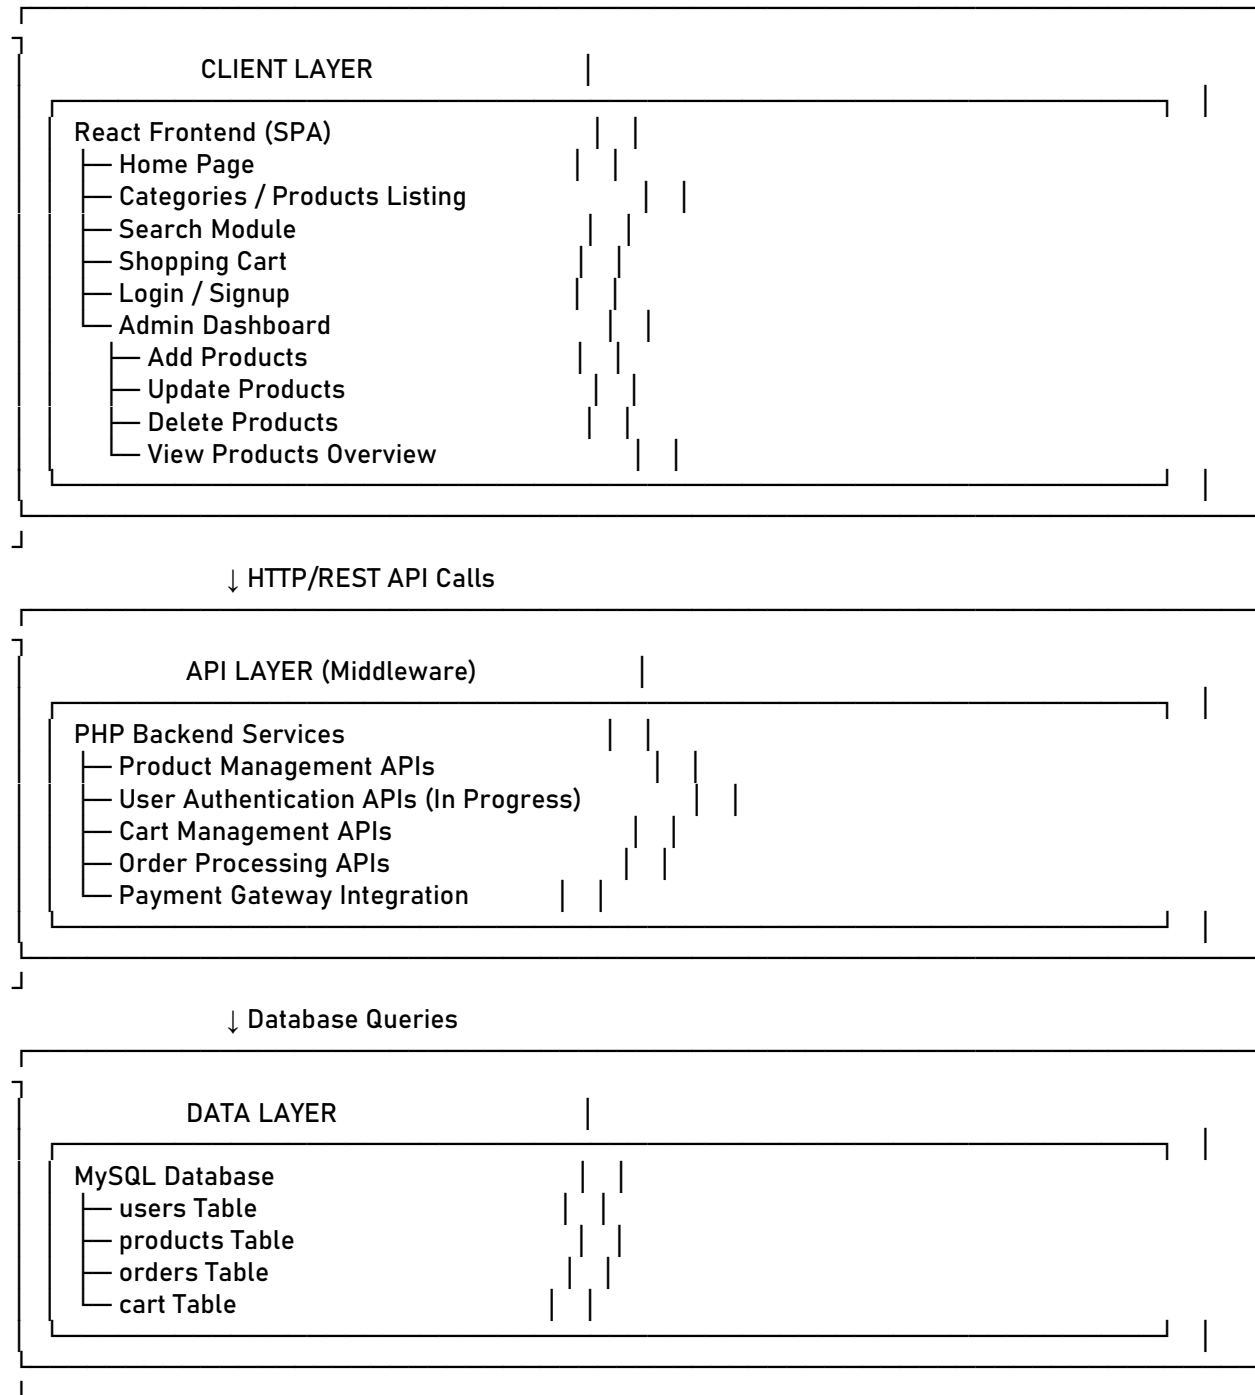 CLIENT LAYER
React Frontend (SPA)
├── Home Page
├── Categories / Products Listing
├── Search Module
├── Shopping Cart
├── Login / Signup
└── Admin Dashboard
├── Add Products
├── Update Products
├── Delete Products
└── View Products Overview
↓ HTTP/REST API Calls
API LAYER (Middleware)
PHP Backend Services
├── Product Management APIs
├── User Authentication APIs (In Progress)
├── Cart Management APIs
├── Order Processing APIs
└── Payment Gateway Integration
↓ Database Queries
DATA LAYER
MySQL Database
├── users Table
├── products Table
├── orders Table
└── cart Table